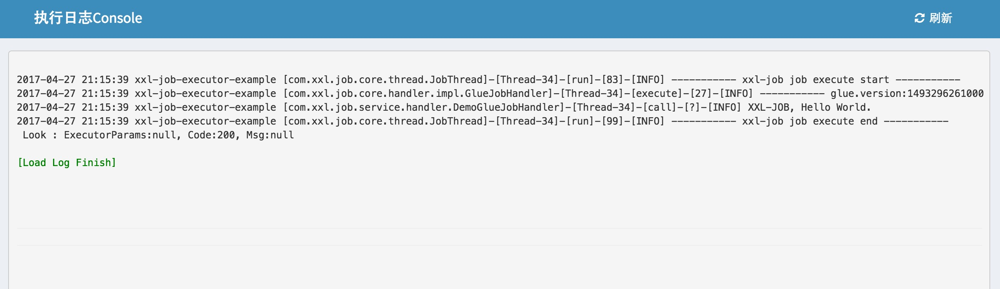 执行日志Console
刷新
2017-04-27 21:15:39 xxl-job-executor-example [com.xxl.job.core.thread.JobThread]-[Thread-34]-[run]-[83]-[INFO] ----------- xxl-job job execute start -----------
2017-04-27 21:15:39 xxl-job-executor-example [com.xxl.job.core.handler.impl.GlueJobHandler]-[Thread-34]-[execute]-[27]-[INFO] ----------- glue.version:1493296261000
2017-04-27 21:15:39 xxl-job-executor-example [com.xxl.job.service.handler.DemoGlueJobHandler]-[Thread-34]-[call]-[?]-[INFO] XXL-JOB, Hello World.
2017-04-27 21:15:39 xxl-job-executor-example [com.xxl.job.core.thread.JobThread]-[Thread-34]-[run]-[99]-[INFO] ----------- xxl-job job execute end -----------
Look : ExecutorParams:null, Code:200, Msg:null
[Load Log Finish]